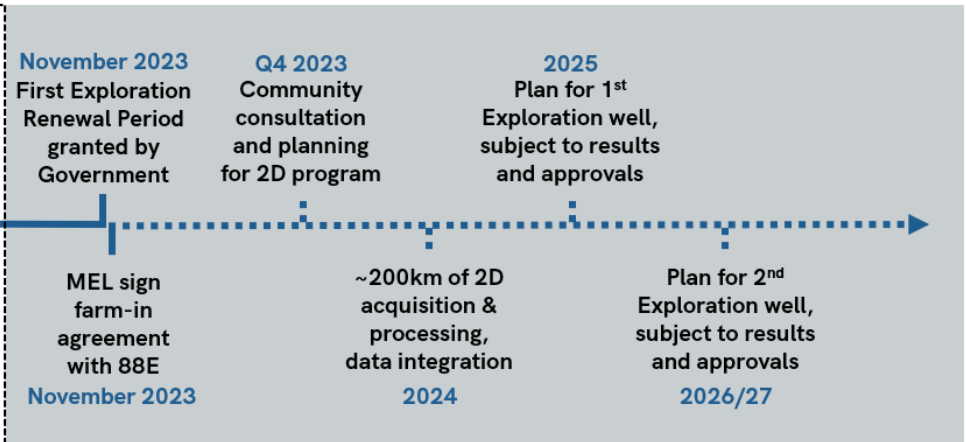 November 2023
First Exploration
Renewal Period
granted by
Government
Q4 2023
Community
consultation
and planning
for 2D program
2025
Plan for 1st
Exploration well,
subject to results
and approvals
MEL sign
farm-in
agreement
with 88E
November 2023
~200km of 2D
acquisition &
processing,
data integration
2024
Plan for 2nd
Exploration well,
subject to results
and approvals
2026/27